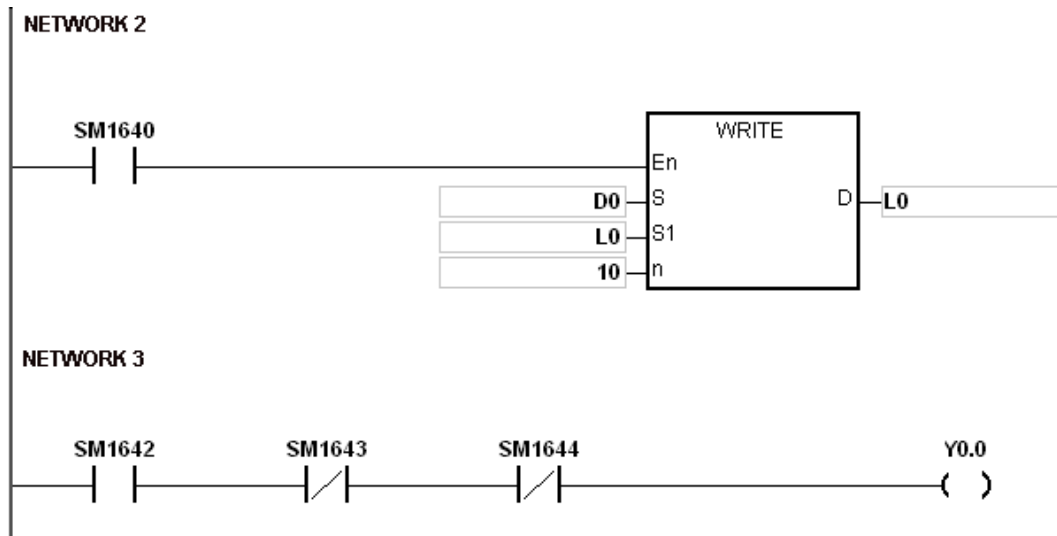 NETWORK 2
SM1640
WRITE
En
D0 S D L0
L0 S1
10 n
NETWORK 3
SM1642 SM1643 SM1644 Y0.0